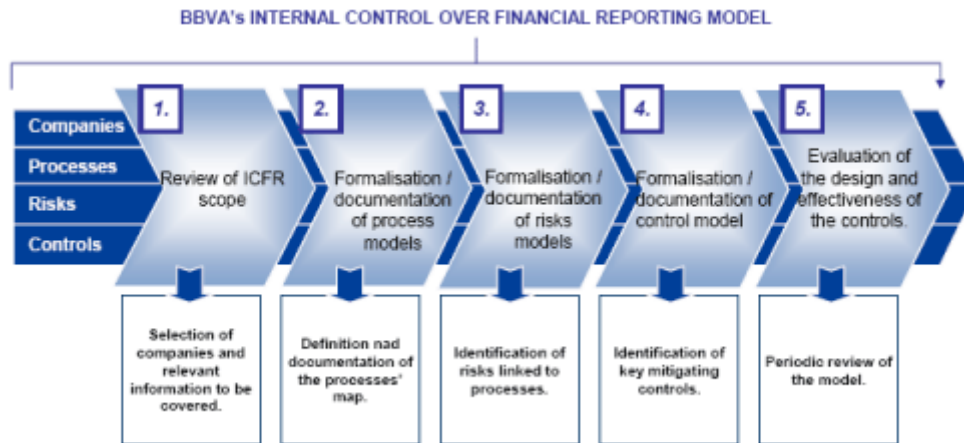 BBVA's INTERNAL CONTROL OVER FINANCIAL REPORTING MODEL
Companies
Processes
Risks
Controls
1.
Review of ICFR
scope
2.
Formalisation /
documentation
of process
models
3.
Formalisation /
documentation
of risks
models
4.
Formalisation /
documentation of
control model
5.
Evaluation of
the design and
effectiveness of
the controls.
Selection of
companies and
relevant
information to be
covered.
Definition nad
documentation of
the processes'
map.
Identification of
risks linked to
processes.
Identification of
key mitigating
controls.
Periodic review of
the model.